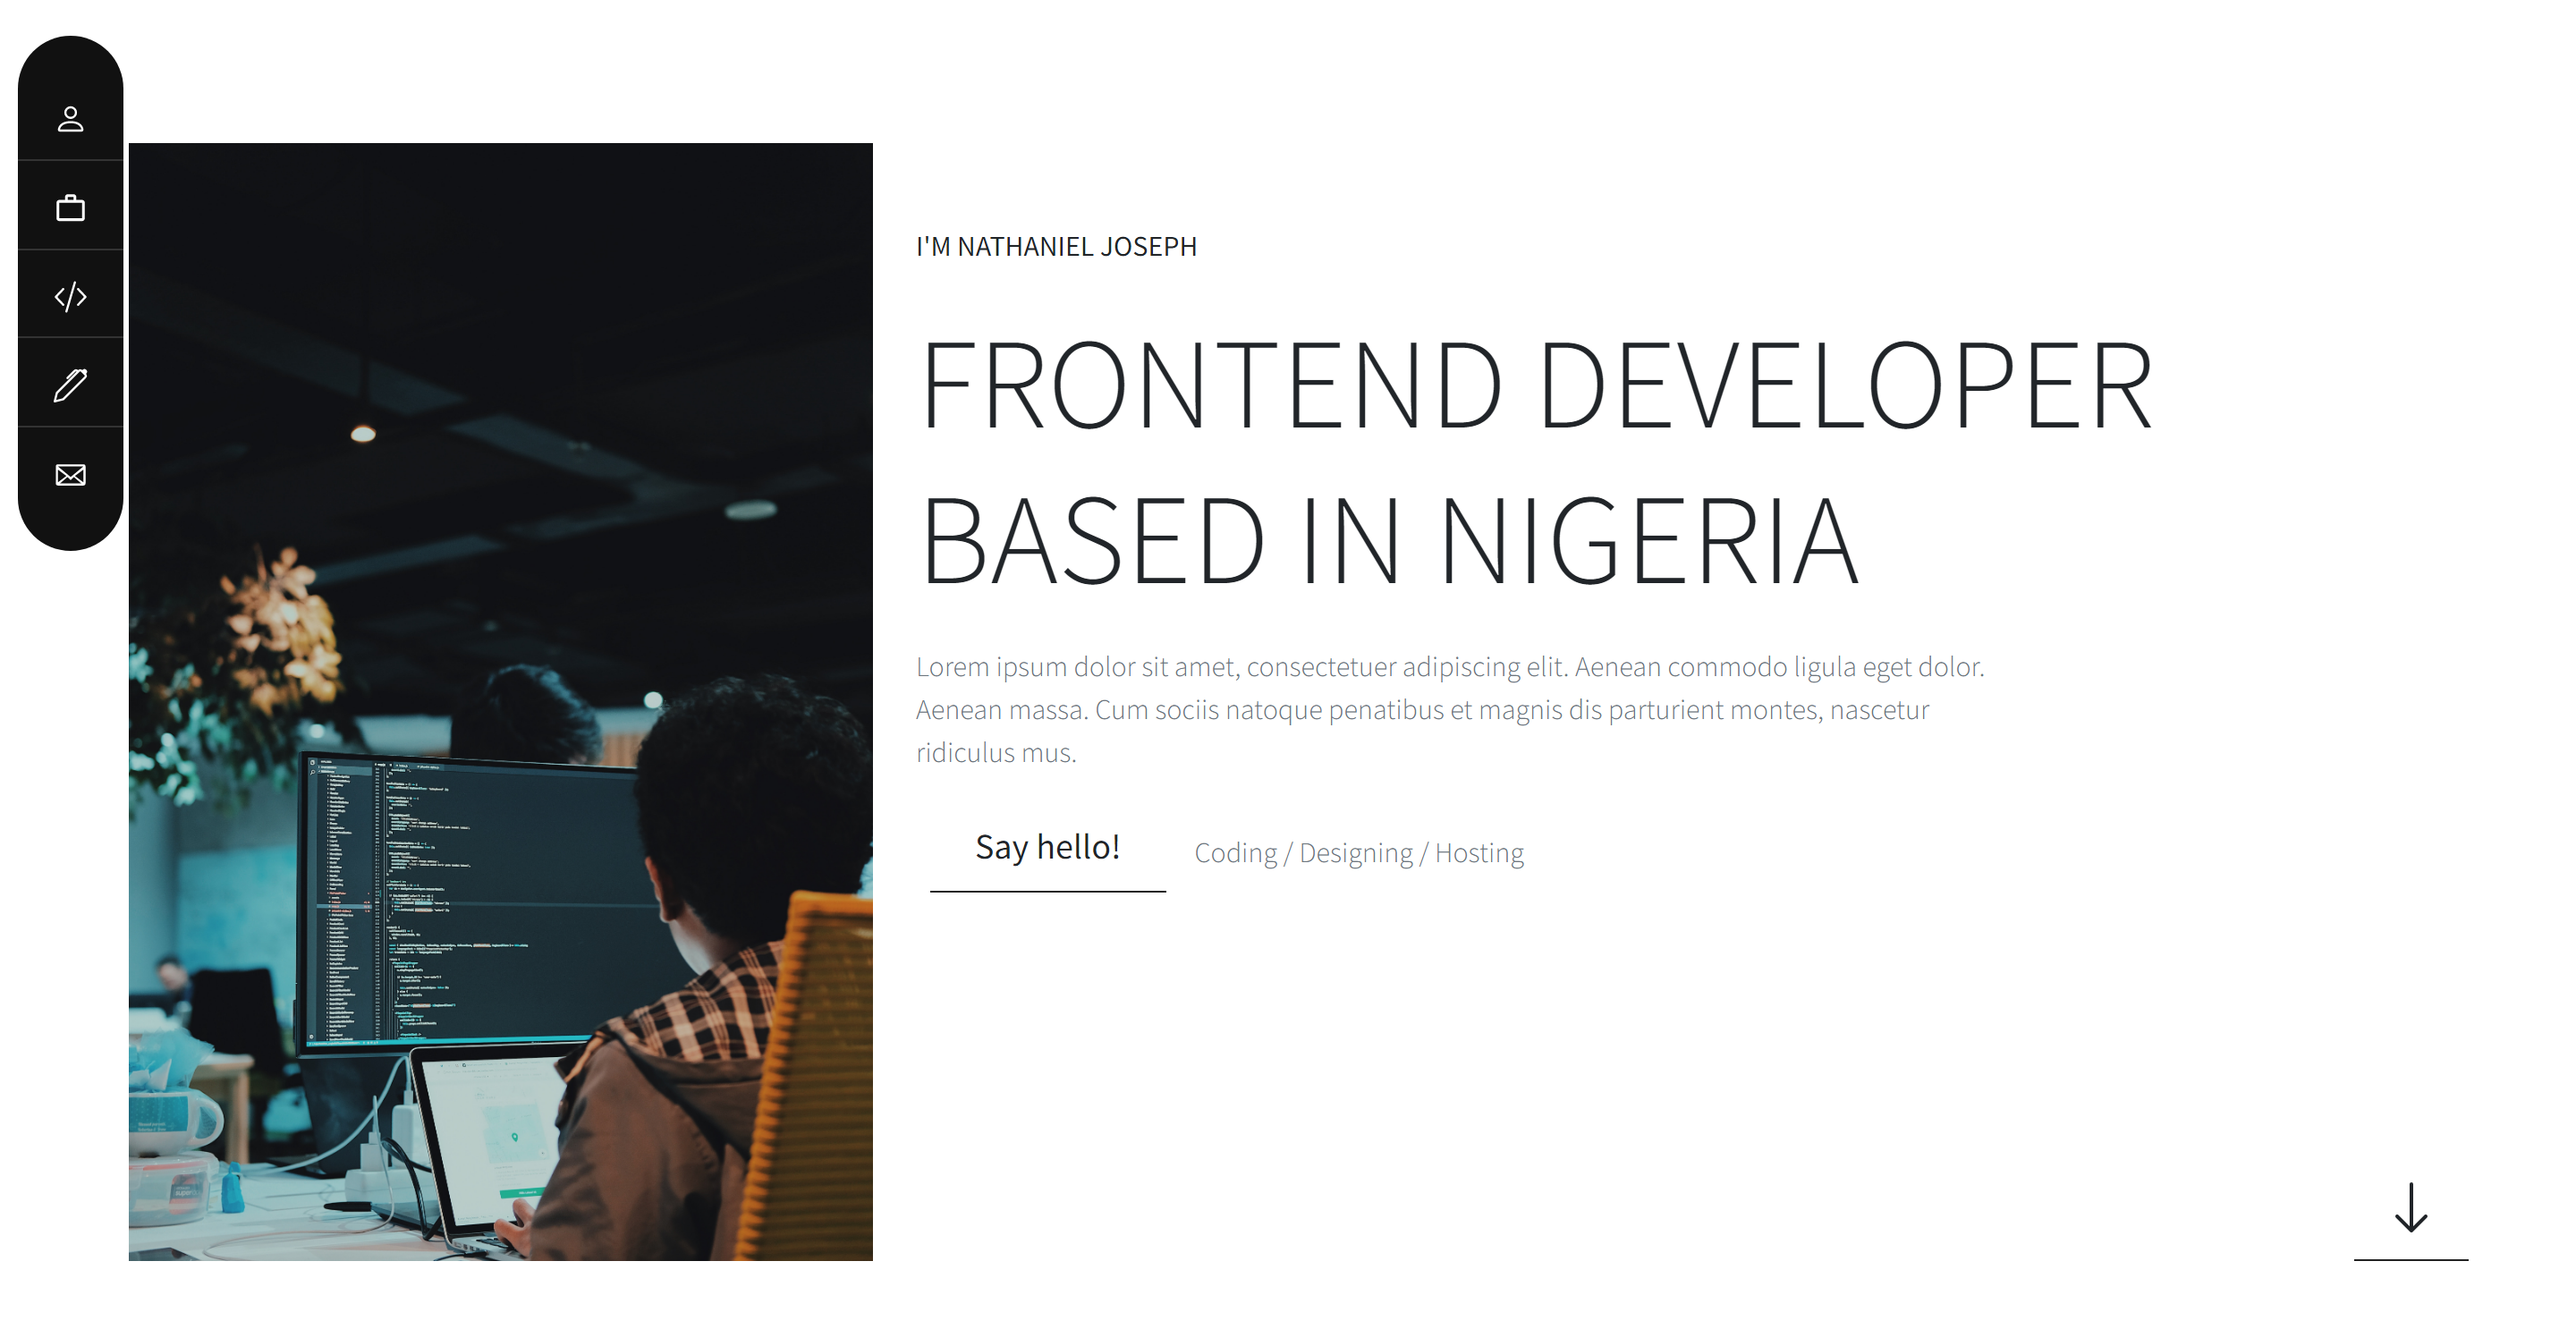 I'M NATHANIEL JOSEPH
FRONTEND DEVELOPER
BASED IN NIGERIA
Lorem ipsum dolor sit amet, consectetuer adipiscing elit. Aenean commodo ligula eget dolor.
Aenean massa. Cum sociis natoque penatibus et magnis dis parturient montes, nascetur
ridiculus mus.
Say hello!
Coding / Designing / Hosting